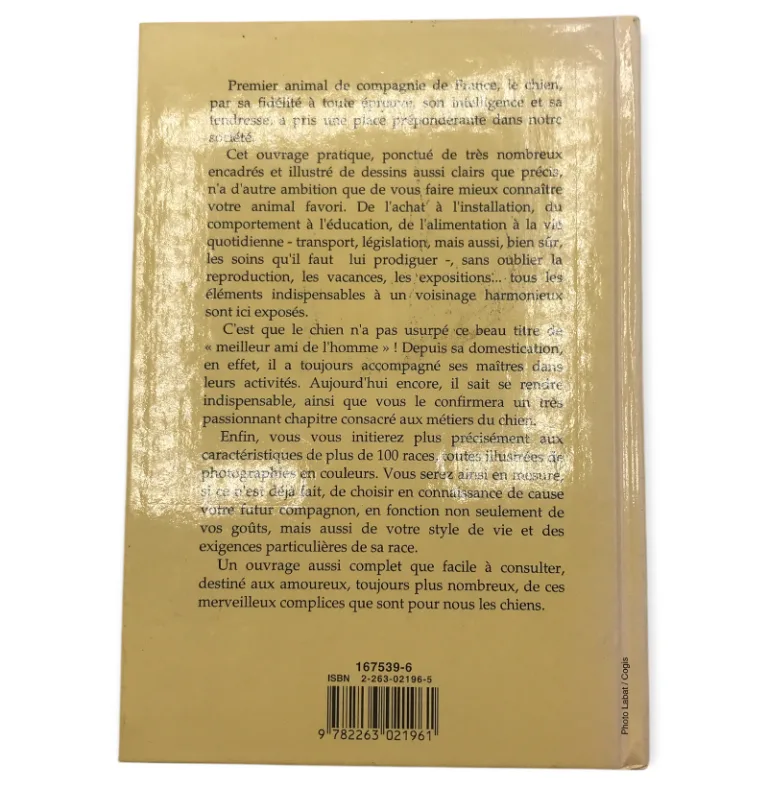 Premier animal de compagnie de France, le chien,
par sa fidélité à toute épreuve, son intelligence et sa
tendresse, a pris une place prépondérante dans notre
société.
Cet ouvrage pratique, ponctué de très nombreux
encadrés et illustré de dessins aussi clairs que précis,
n'a d'autre ambition que de vous faire mieux connaître
votre animal favori. De l'achat à l'installation, du
comportement à l'éducation, de l'alimentation à la vie
quotidienne - transport, législation, mais aussi, bien sûr,
les soins qu'il faut lui prodiguer -, sans oublier la
reproduction, les vacances, les expositions... tous les
éléments indispensables à un voisinage harmonieux
sont ici exposés.
C'est que le chien n'a pas usurpé ce beau titre de
« meilleur ami de l'homme » ! Depuis sa domestication,
en effet, il a toujours accompagné ses maîtres dans
leurs activités. Aujourd'hui encore, il sait se rendre
indispensable, ainsi que vous le confirmera un très
passionnant chapitre consacré aux métiers du chien.
Enfin, vous vous initierez plus précisément aux
caractéristiques de plus de 100 races, toutes illustrées de
photographies en couleurs. Vous serez ainsi en mesure,
si ce n'est déjà fait, de choisir en connaissance de cause
votre futur compagnon, en fonction non seulement de
vos goûts, mais aussi de votre style de vie et des
exigences particulières de sa race.
Un ouvrage aussi complet que facile à consulter,
destiné aux amoureux, toujours plus nombreux, de ces
merveilleux complices que sont pour nous les chiens.
167539-6
ISBN 2-263-02196-5
9 782263 021961
Photo Labat / Cogis